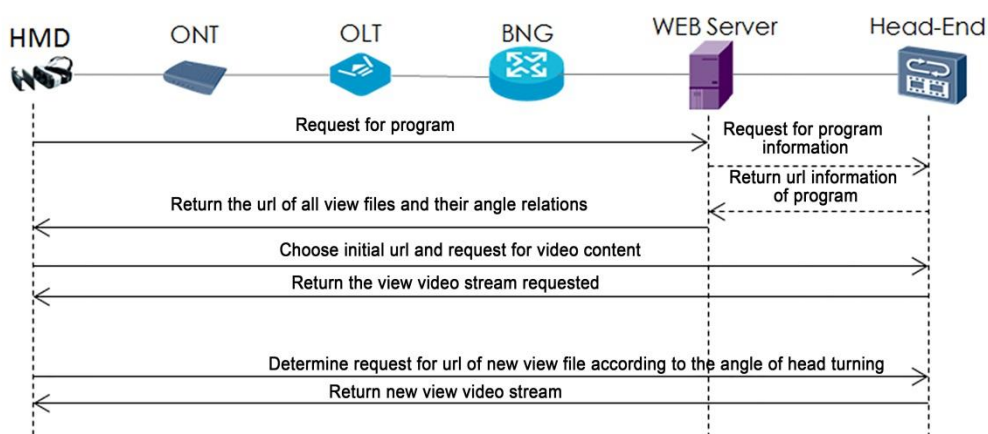 HMD
ONT
OLT
BNG
WEB Server
Head-End
Request for program
Request for program
information
Return url information
of program
Return the url of all view files and their angle relations
Choose initial url and request for video content
Return the view video stream requested
Determine request for url of new view file according to the angle of head turning
Return new view video stream